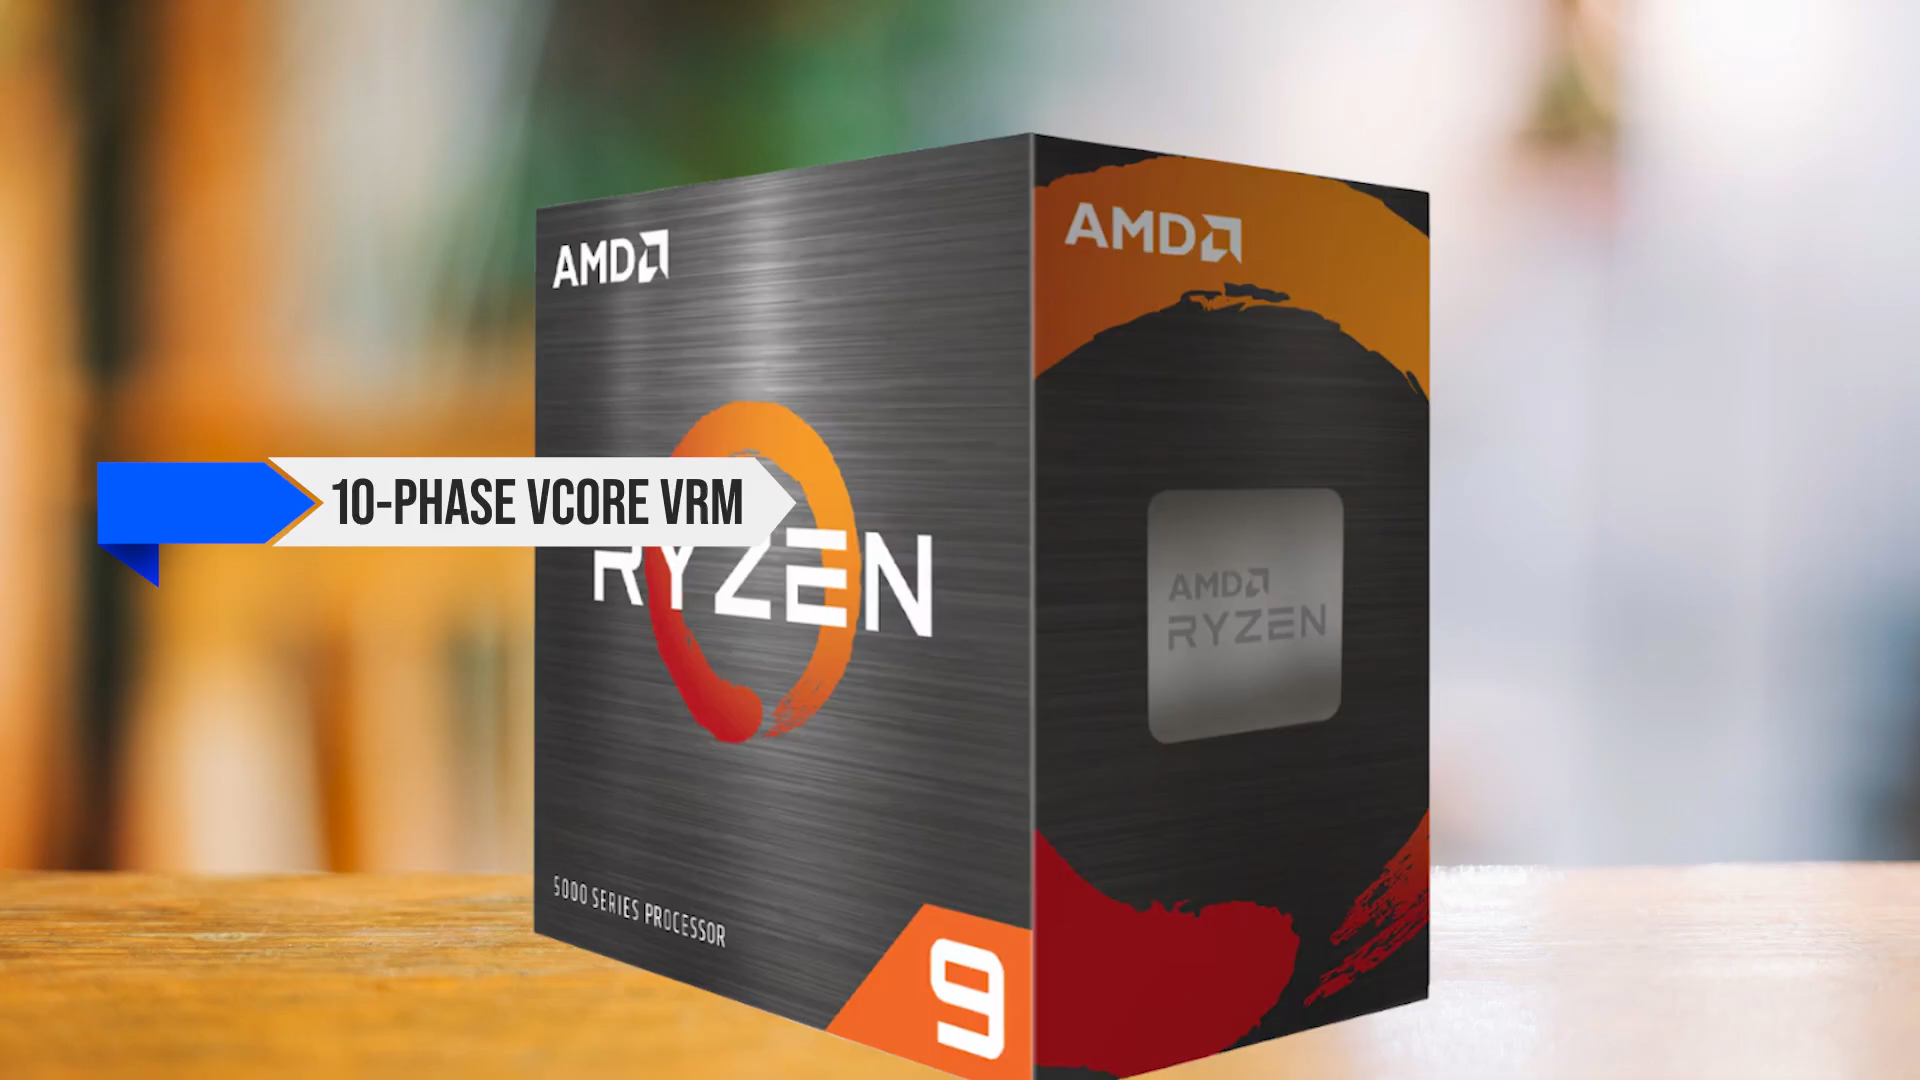 AMD
AMD
10-PHASE VCORE VRM
RYZEN
AMD
RYZEN
5000 SERIES PROCESSOR
9